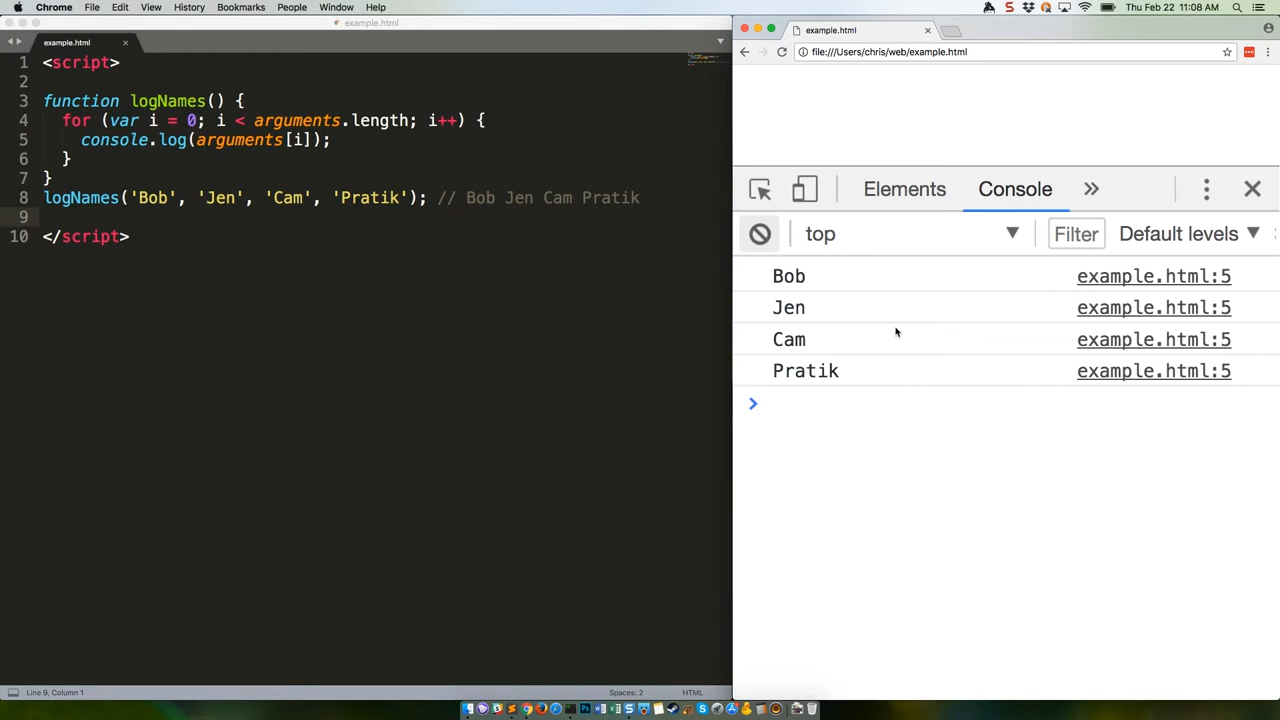 Chrome File Edit View History Bookmarks People Window Help Thu Feb 22 11:08 AM
example.html
example.html
1 <script>
2
3 function logNames() {
4 for (var i = 0; i < arguments.length; i++) {
5 console.log(arguments[i]);
6 }
7 }
8 logNames('Bob', 'Jen', 'Cam', 'Pratik'); // Bob Jen Cam Pratik
9
10 </script>
Line 9, Column 1 Spaces: 2 HTML
example.html
file:///Users/chris/web/example.html
Elements Console
top Filter Default levels
Bob example.html:5
Jen example.html:5
Cam example.html:5
Pratik example.html:5